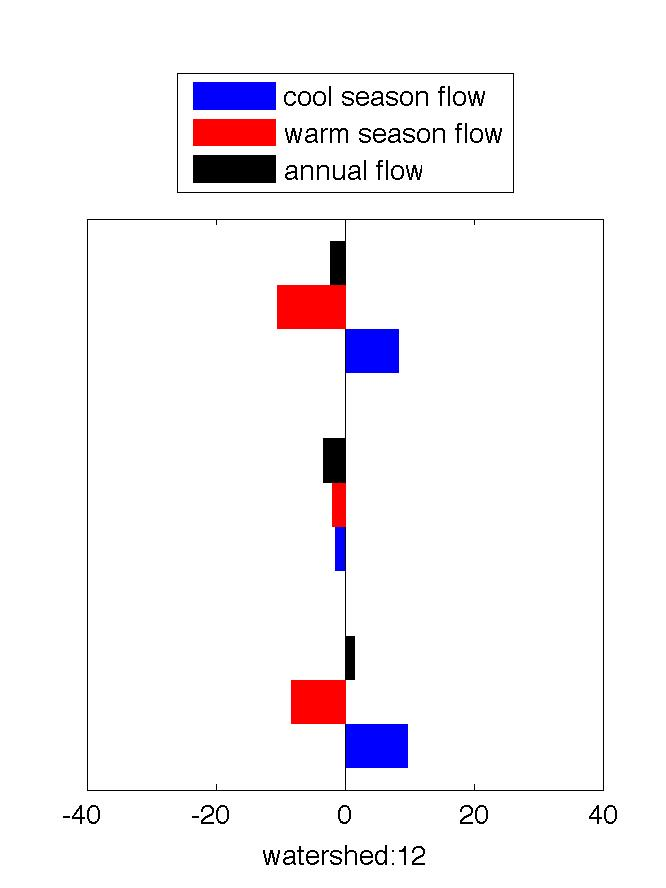 cool season flow
warm season flow
annual flow
-40 -20 0 20 40
watershed:12